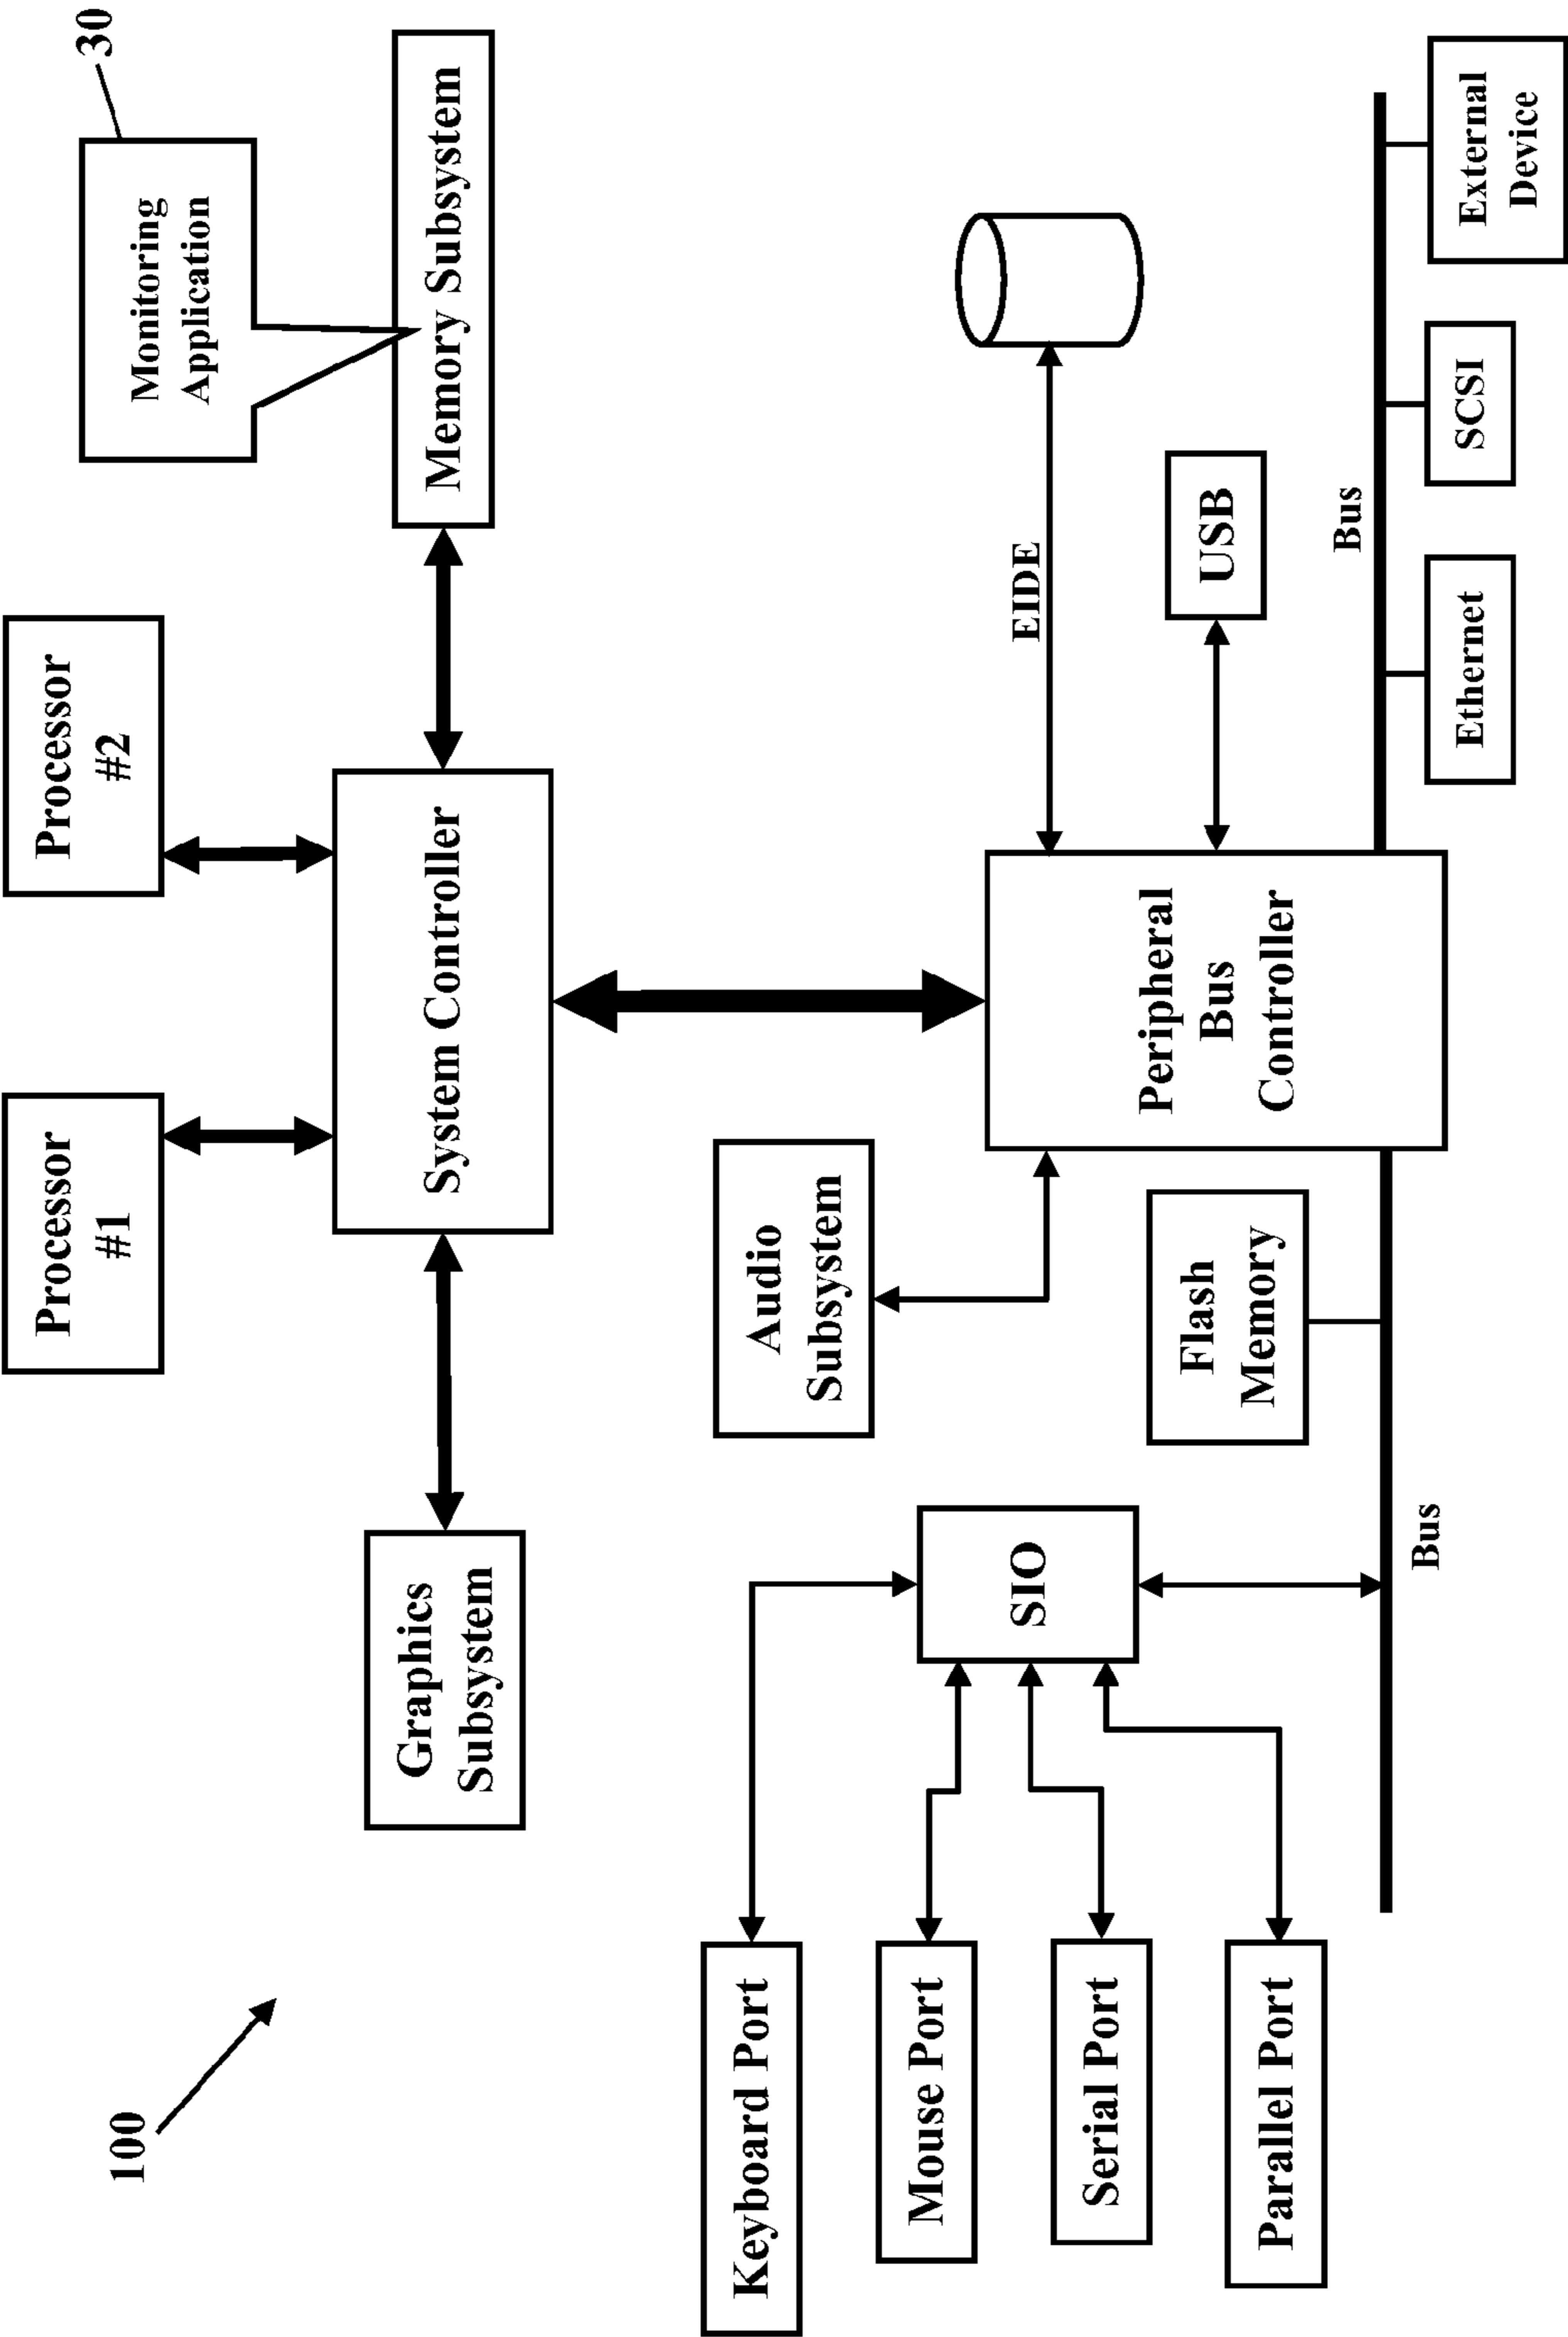 100
Processor
#1
Processor
#2
Monitoring
Application
30
Graphics
Subsystem
System Controller
Memory Subsystem
Keyboard Port
Mouse Port
Serial Port
Parallel Port
SIO
Audio
Subsystem
Flash
Memory
Peripheral
Bus
Controller
EIDE
USB
Bus
Bus
Ethernet
SCSI
External
Device